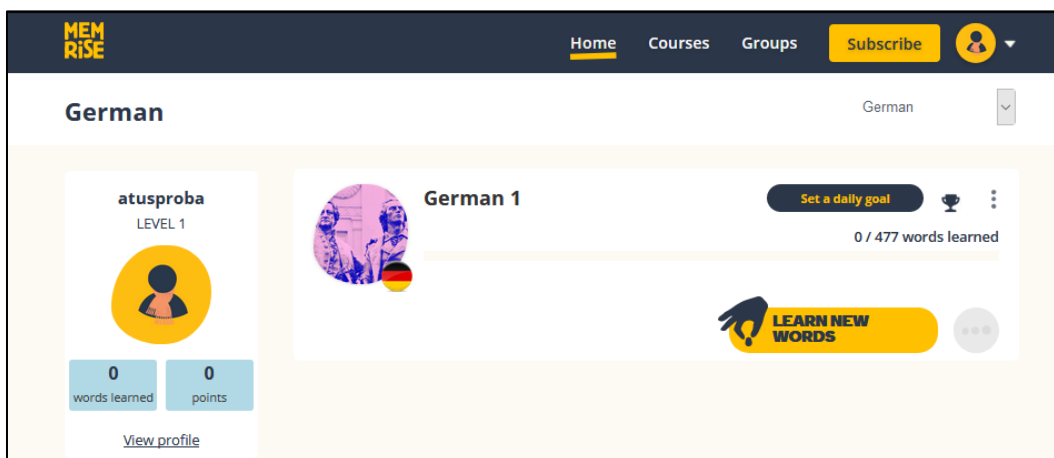 MEM
RiSE
Home Courses Groups Subscribe
German
German
atusproba
LEVEL 1
0 0
words learned points
View profile
German 1
Set a daily goal
0 / 477 words learned
LEARN NEW
WORDS